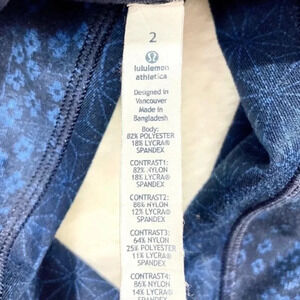 2
lululemon
athletica
Designed in
Vancouver
Made in
Bangladesh
Body:
82% POLYESTER
18% LYCRA®
SPANDEX
CONTRAST1:
82% NYLON
18% LYCRA®
SPANDEX
CONTRAST2:
86% NYLON
12% LYCRA®
SPANDEX
CONTRAST3:
64% NYLON
25% POLYESTER
11% LYCRA®
SPANDEX
CONTRAST4:
86% NYLON
14% LYCRA®
SPANDEX